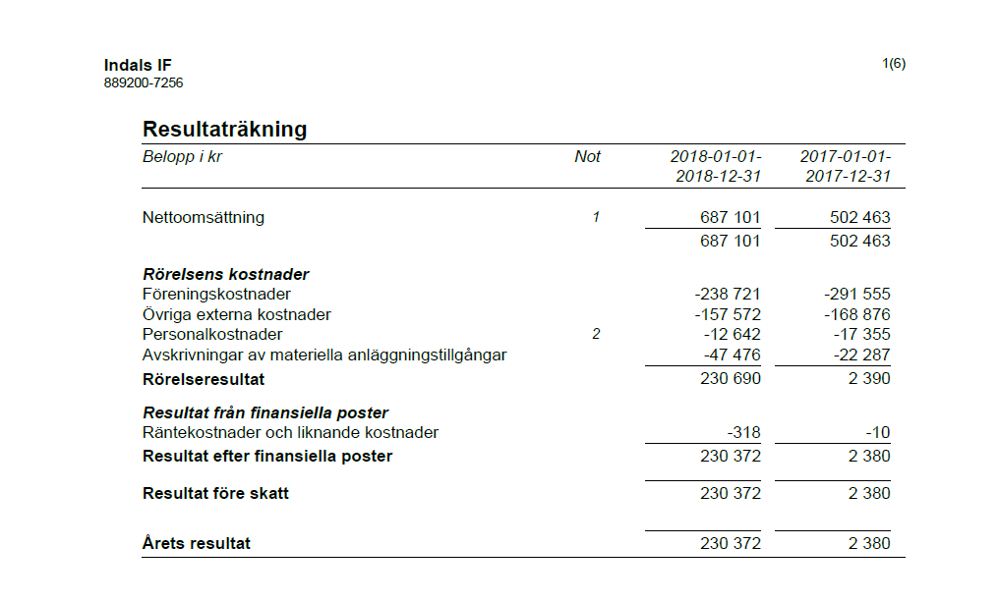 Indals IF 1(6)
889200-7256
Resultaträkning
Belopp i kr Not 2018-01-01- 2017-01-01-
2018-12-31 2017-12-31
Nettoomsättning 1 687 101 502 463
687 101 502 463
Rörelsens kostnader
Föreningskostnader -238 721 -291 555
Övriga externa kostnader -157 572 -168 876
Personalkostnader 2 -12 642 -17 355
Avskrivningar av materiella anläggningstillgångar -47 476 -22 287
Rörelseresultat 230 690 2 390
Resultat från finansiella poster
Räntekostnader och liknande kostnader -318 -10
Resultat efter finansiella poster 230 372 2 380
Resultat före skatt 230 372 2 380
Årets resultat 230 372 2 380